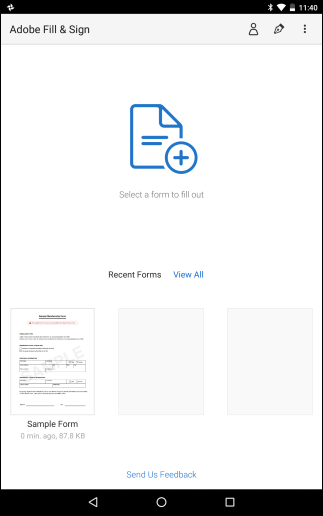 11:40
Adobe Fill & Sign
Select a form to fill out
Recent Forms View All
SAMPLE
Sample Form
0 min. ago, 87.8 KB
Send Us Feedback